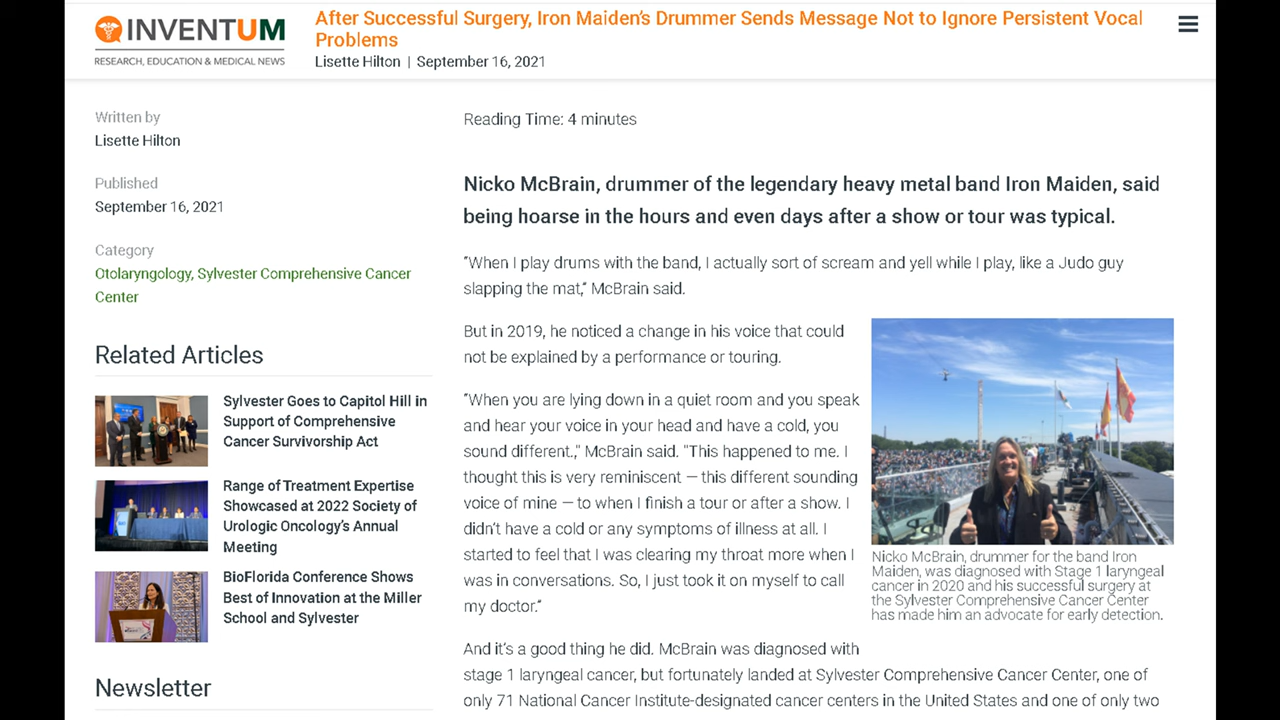 INVENTUM
RESEARCH, EDUCATION & MEDICAL NEWS
After Successful Surgery, Iron Maiden's Drummer Sends Message Not to Ignore Persistent Vocal
Problems
Lisette Hilton | September 16, 2021
Written by
Lisette Hilton
Published
September 16, 2021
Category
Otolaryngology, Sylvester Comprehensive Cancer
Center
Related Articles
Sylvester Goes to Capitol Hill in
Support of Comprehensive
Cancer Survivorship Act
Range of Treatment Expertise
Showcased at 2022 Society of
Urologic Oncology's Annual
Meeting
BioFlorida Conference Shows
Best of Innovation at the Miller
School and Sylvester
Newsletter
Reading Time: 4 minutes
Nicko McBrain, drummer of the legendary heavy metal band Iron Maiden, said
being hoarse in the hours and even days after a show or tour was typical.
"When I play drums with the band, I actually sort of scream and yell while I play, like a Judo guy
slapping the mat," McBrain said.
But in 2019, he noticed a change in his voice that could
not be explained by a performance or touring.
"When you are lying down in a quiet room and you speak
and hear your voice in your head and have a cold, you
sound different.," McBrain said. "This happened to me. I
thought this is very reminiscent — this different sounding
voice of mine — to when I finish a tour or after a show. I
didn't have a cold or any symptoms of illness at all. I
started to feel that I was clearing my throat more when I
was in conversations. So, I just took it on myself to call
my doctor."
Nicko McBrain, drummer for the band Iron
Maiden, was diagnosed with Stage 1 laryngeal
cancer in 2020 and his successful surgery at
the Sylvester Comprehensive Cancer Center
has made him an advocate for early detection.
And it's a good thing he did. McBrain was diagnosed with
stage 1 laryngeal cancer, but fortunately landed at Sylvester Comprehensive Cancer Center, one of
only 71 National Cancer Institute-designated cancer centers in the United States and one of only two